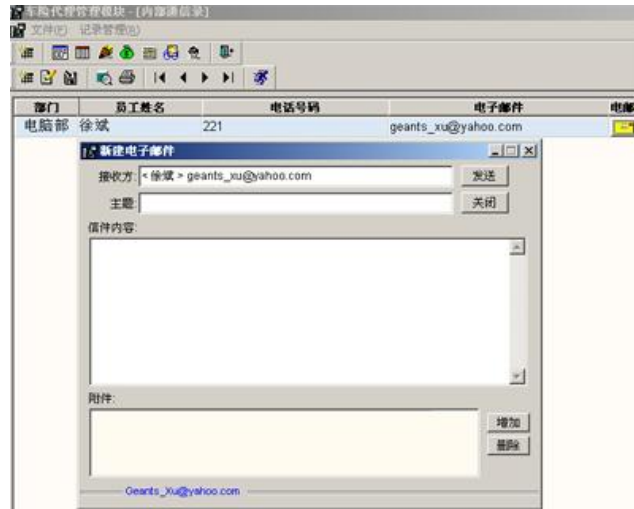 车险代理管理模块 - [内部通信录]
文件(F) 记录管理(R)
部门 员工姓名 电话号码 电子邮件 电邮
电脑部 徐斌 221 geants_xu@yahoo.com
新建电子邮件
接收方: <徐斌> geants_xu@yahoo.com 发送
主题: 关闭
信件内容:
附件:
增加
删除
Geants_Xu@yahoo.com